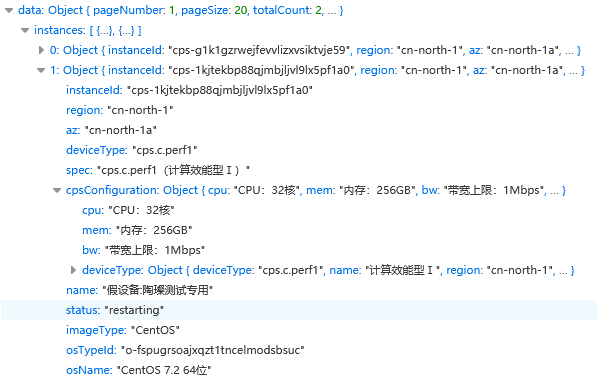 data: Object { pageNumber: 1, pageSize: 20, totalCount: 2, … }
instances: [ {…}, {…} ]
0: Object { instanceId: "cps-g1k1gzrwejfevvlizxvsiktvje59", region: "cn-north-1", az: "cn-north-1a", … }
1: Object { instanceId: "cps-1kjtekbp88qjmbjljvl9lx5pf1a0", region: "cn-north-1", az: "cn-north-1a", … }
instanceId: "cps-1kjtekbp88qjmbjljvl9lx5pf1a0"
region: "cn-north-1"
az: "cn-north-1a"
deviceType: "cps.c.perf1"
spec: "cps.c.perf1（计算效能型Ⅰ）"
cpsConfiguration: Object { cpu: "CPU：32核", mem: "内存：256GB", bw: "带宽上限：1Mbps", … }
cpu: "CPU：32核"
mem: "内存：256GB"
bw: "带宽上限：1Mbps"
deviceType: Object { deviceType: "cps.c.perf1", name: "计算效能型Ⅰ", region: "cn-north-1", … }
name: "假设备:陶璨测试专用"
status: "restarting"
imageType: "CentOS"
osTypeId: "o-fspugrsoajxqzt1tncelmodsbsuc"
osName: "CentOS 7.2 64位"